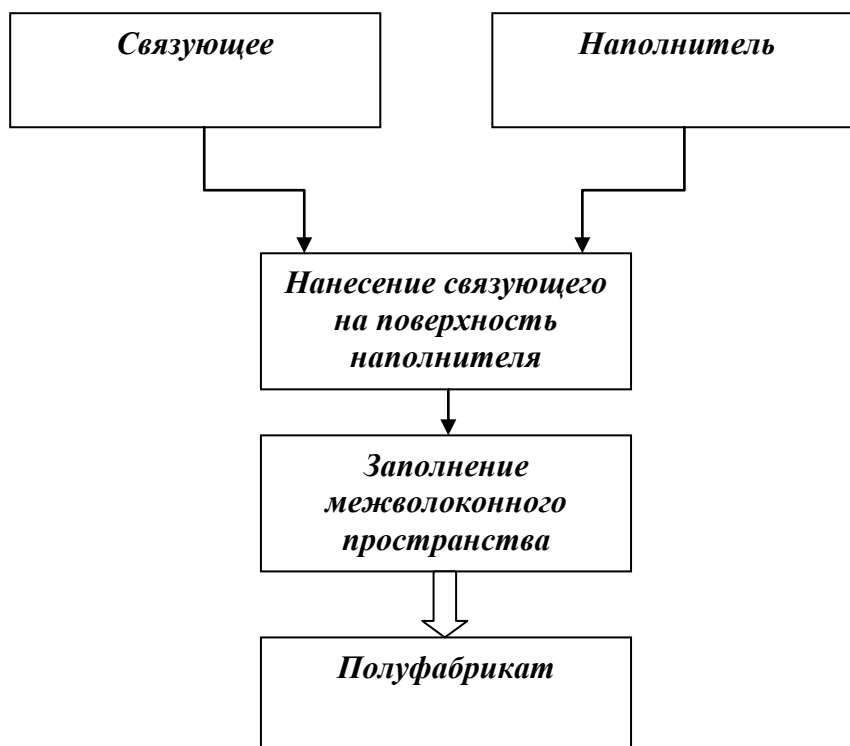 Связующее
Наполнитель
Нанесение связующего
на поверхность
наполнителя
Заполнение
межволоконного
пространства
Полуфабрикат